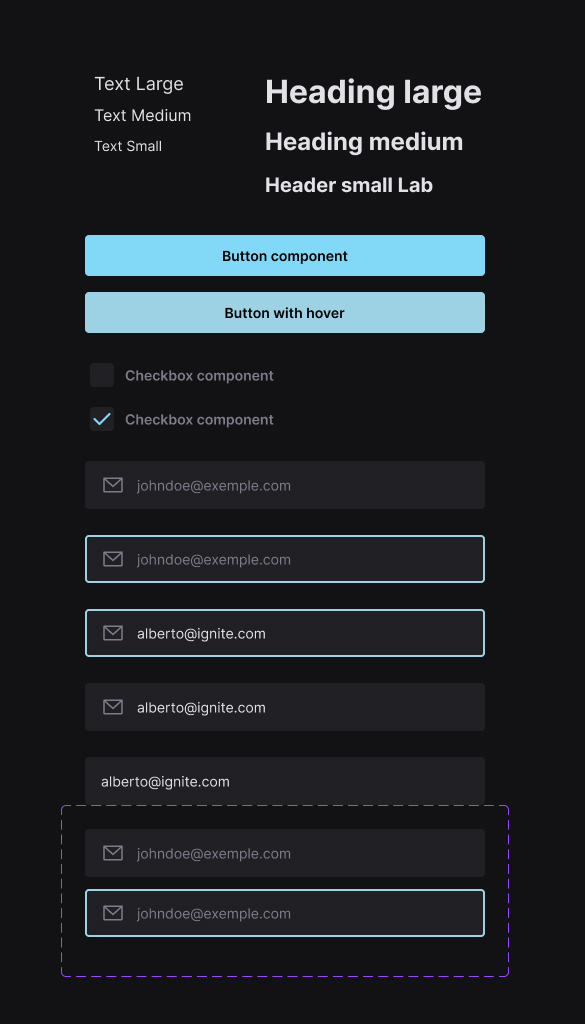 Text Large
Text Medium
Text Small
Heading large
Heading medium
Header small Lab
Button component
Button with hover
Checkbox component
Checkbox component
johndoe@exemple.com
johndoe@exemple.com
alberto@ignite.com
alberto@ignite.com
alberto@ignite.com
johndoe@exemple.com
johndoe@exemple.com